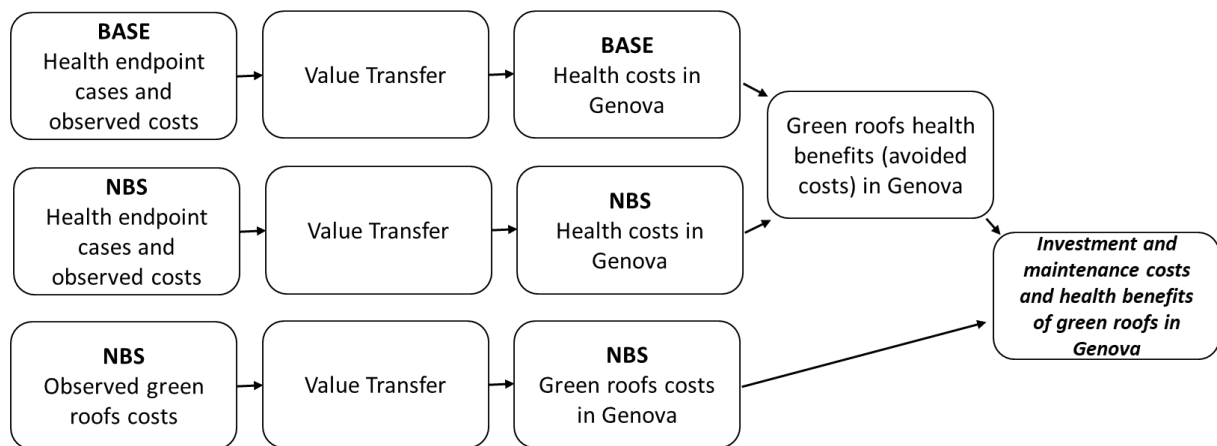 BASE
Health endpoint
cases and
observed costs
Value Transfer
BASE
Health costs in
Genova
Green roofs health
benefits (avoided
costs) in Genova
NBS
Health endpoint
cases and
observed costs
Value Transfer
NBS
Health costs in
Genova
Investment and
maintenance costs
and health benefits
of green roofs in
Genova
NBS
Observed green
roofs costs
Value Transfer
NBS
Green roofs costs
in Genova